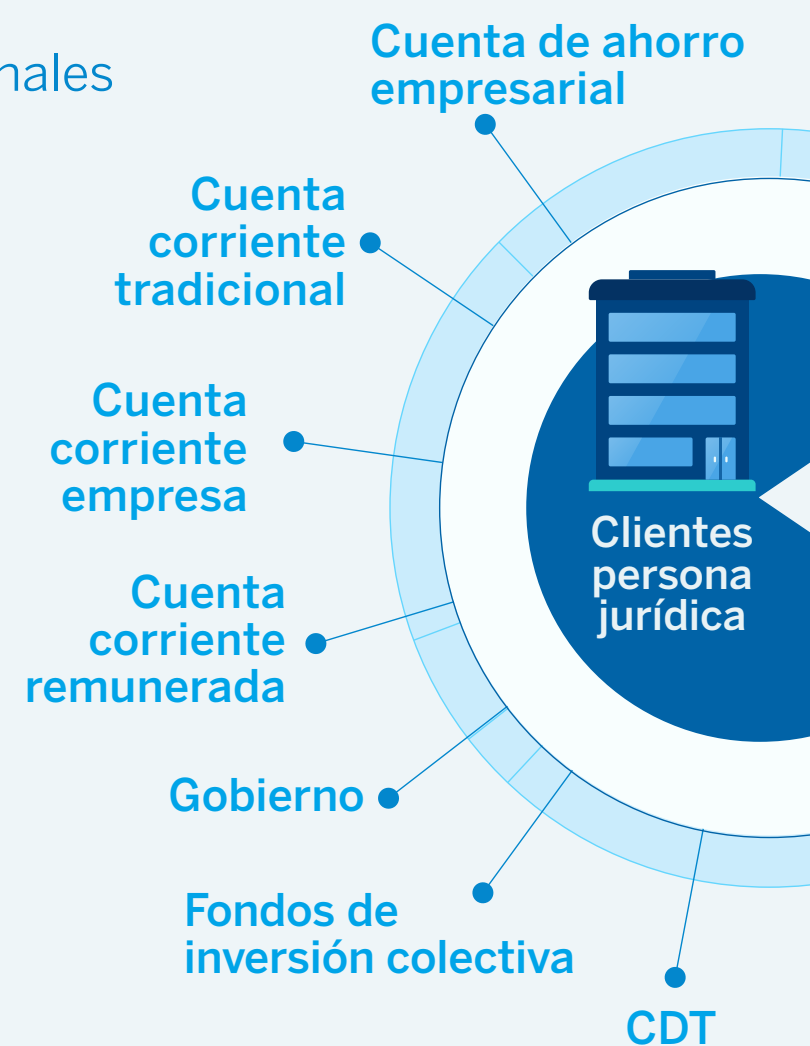 Cuenta de ahorro
empresarial
Cuenta
corriente
tradicional
Cuenta
corriente
empresa
Cuenta
corriente
remunerada
Gobierno
Fondos de
inversión colectiva
CDT
Clientes
persona
jurídica